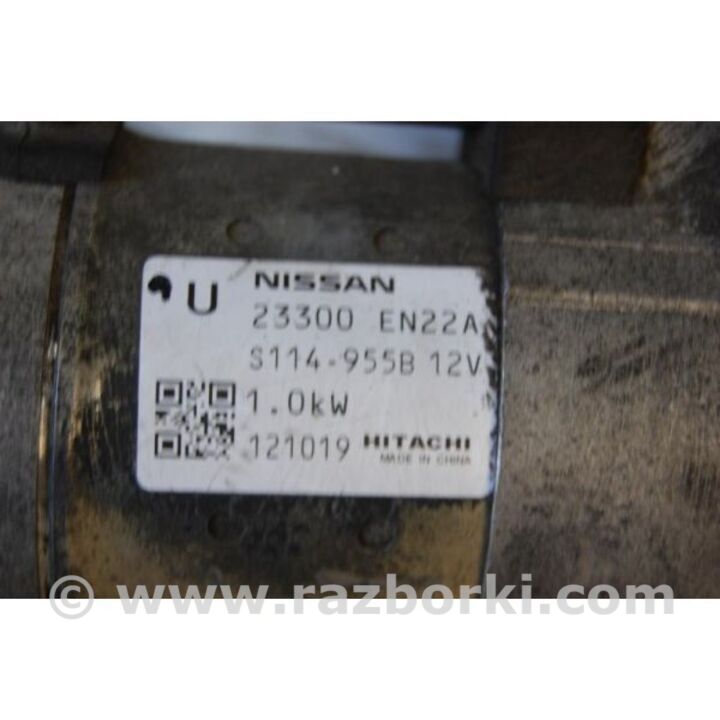 U NISSAN
23300 EN22A
S114-955B 12V
1.0kW
121019 HITACHI
MADE IN CHINA
© www.razborki.com